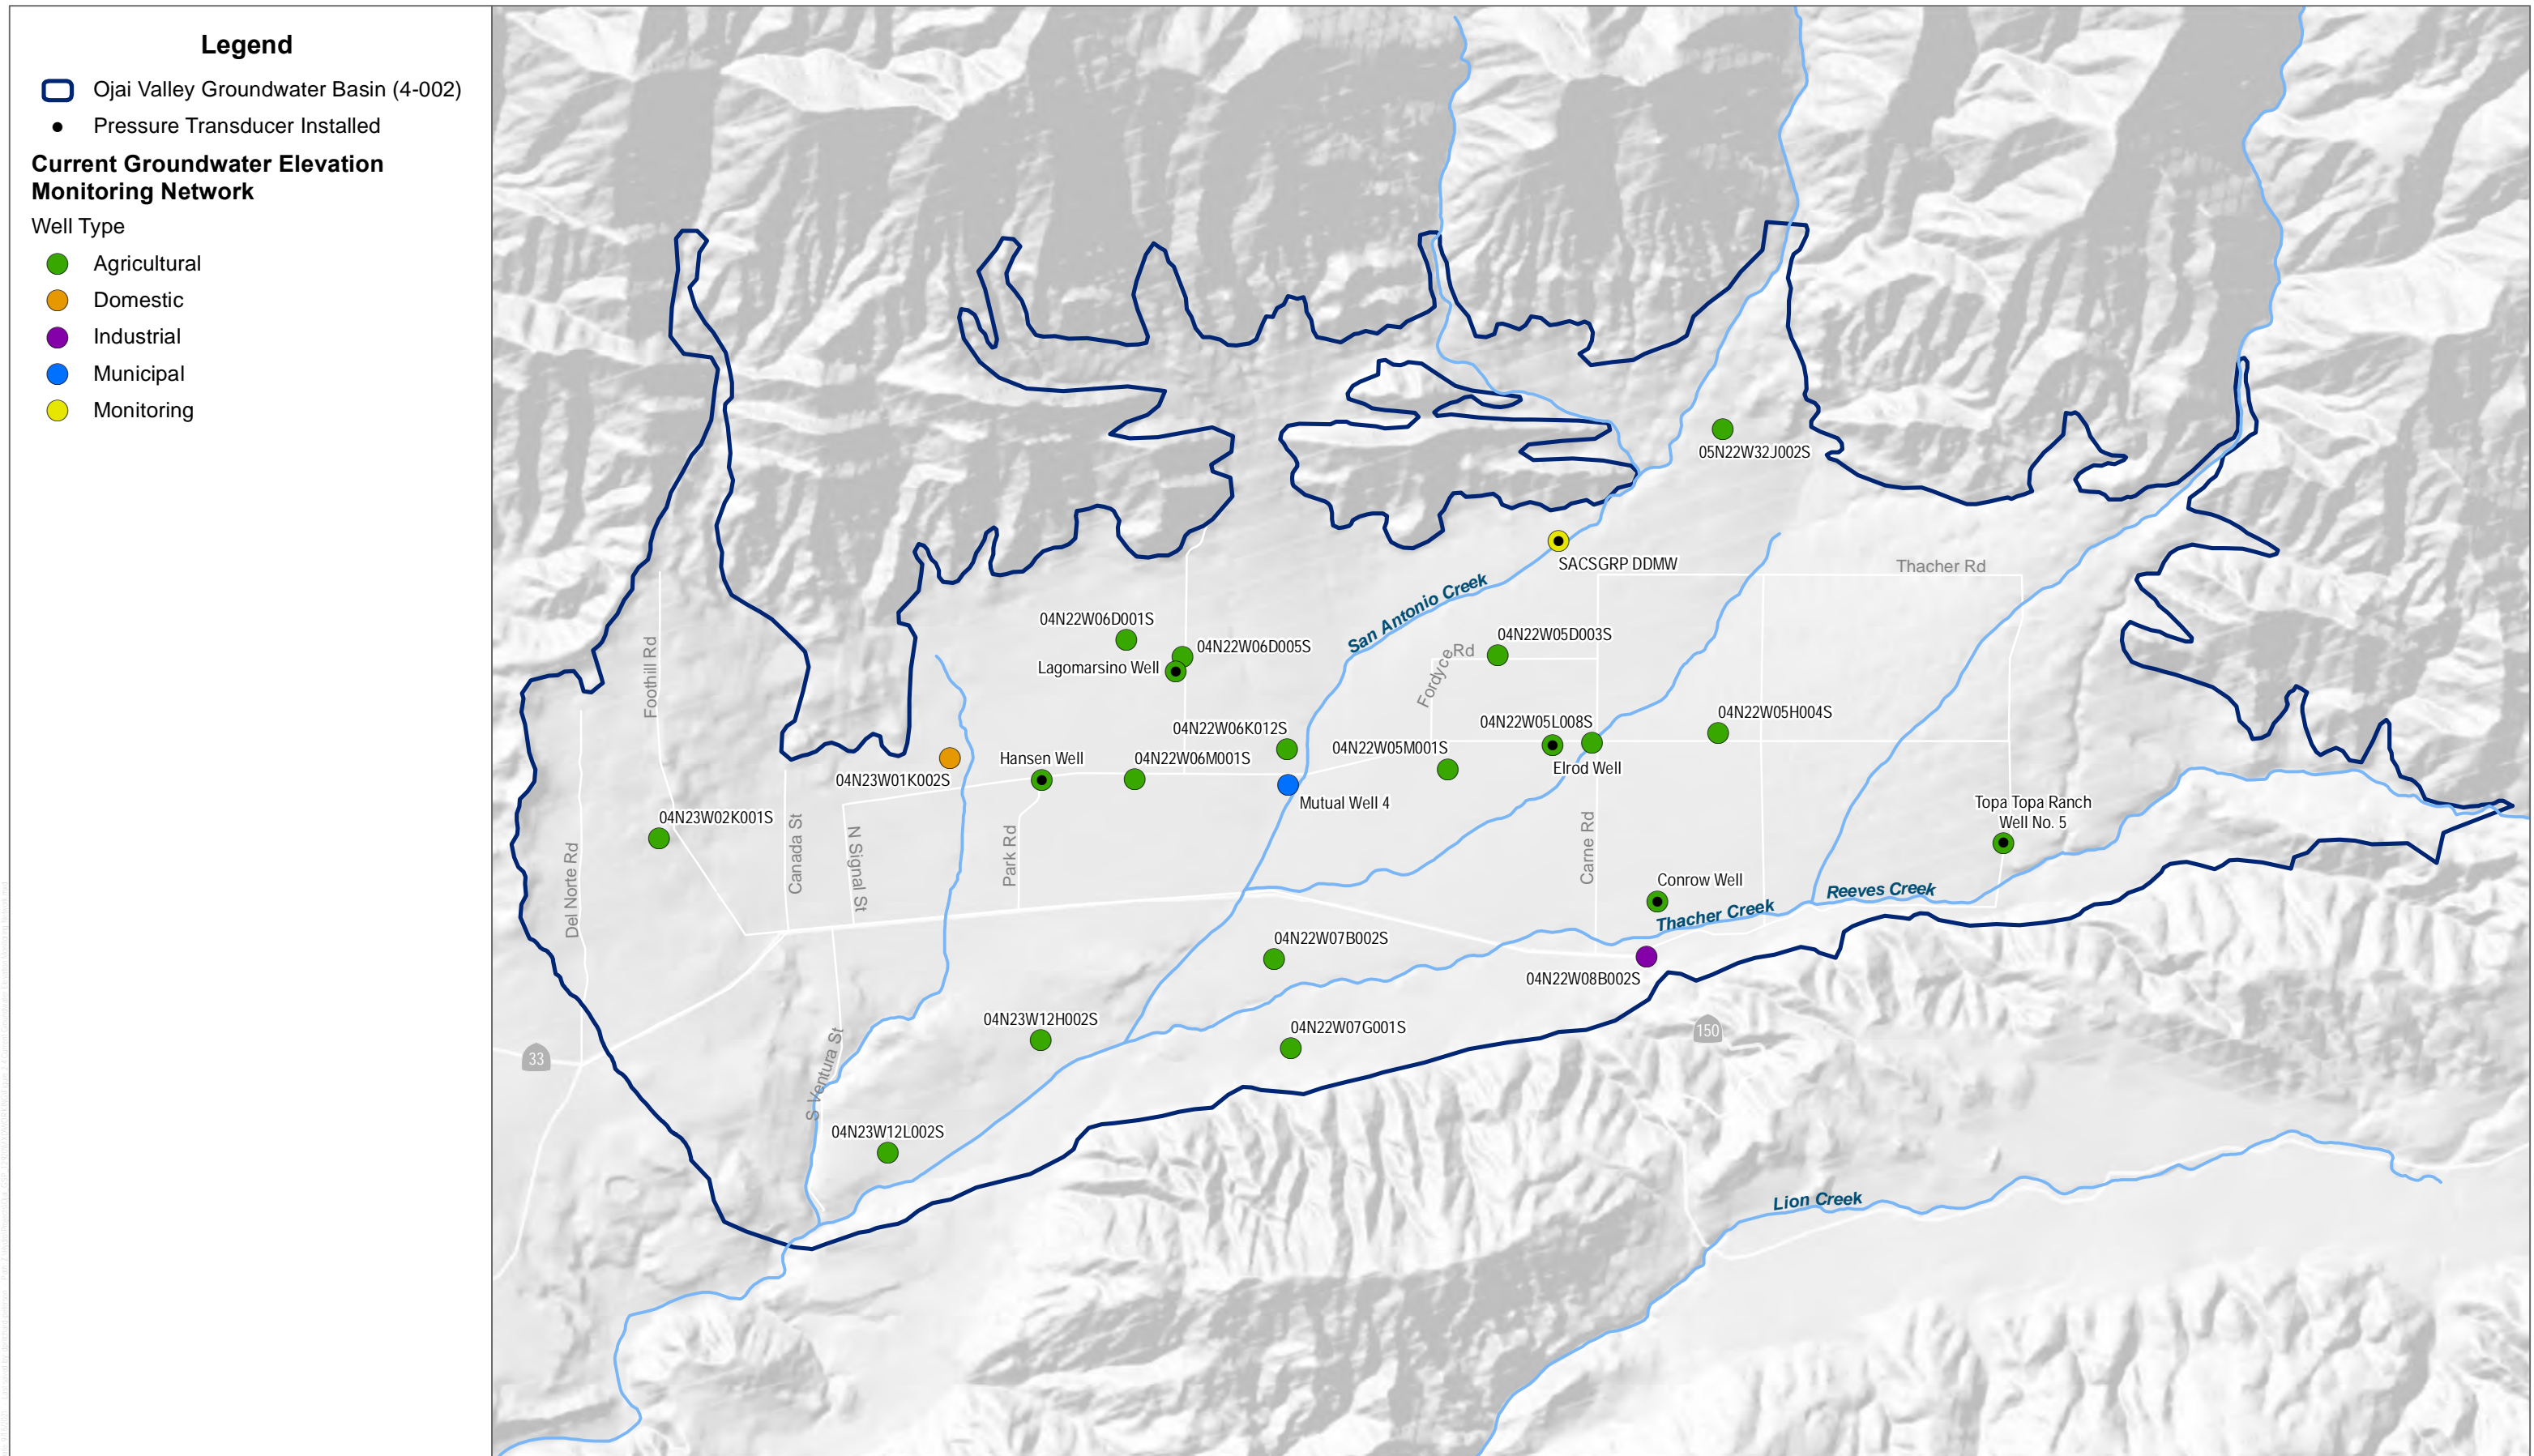 Legend
Ojai Valley Groundwater Basin (4-002)
Pressure Transducer Installed
Current Groundwater Elevation
Monitoring Network
Well Type
Agricultural
Domestic
Industrial
Municipal
Monitoring
05N22W32J002S
SACSGRP DDMW
Thacher Rd
San Antonio Creek
04N22W06D001S
04N22W06D005S
Lagomarsino Well
04N22W05D003S
Fordyce Rd
Foothill Rd
04N22W06K012S
04N22W05M001S
04N22W05L008S
04N22W05H004S
Elrod Well
04N23W01K002S
Hansen Well
04N22W06M001S
Mutual Well 4
Topa Topa Ranch
Well No. 5
04N23W02K001S
Del Norte Rd
Canada St
N Signal St
Park Rd
Carne Rd
Conrow Well
Thacher Creek
Reeves Creek
04N22W07B002S
04N22W08B002S
04N23W12H002S
04N22W07G001S
33
150
S Ventura St
04N23W12L002S
Lion Creek